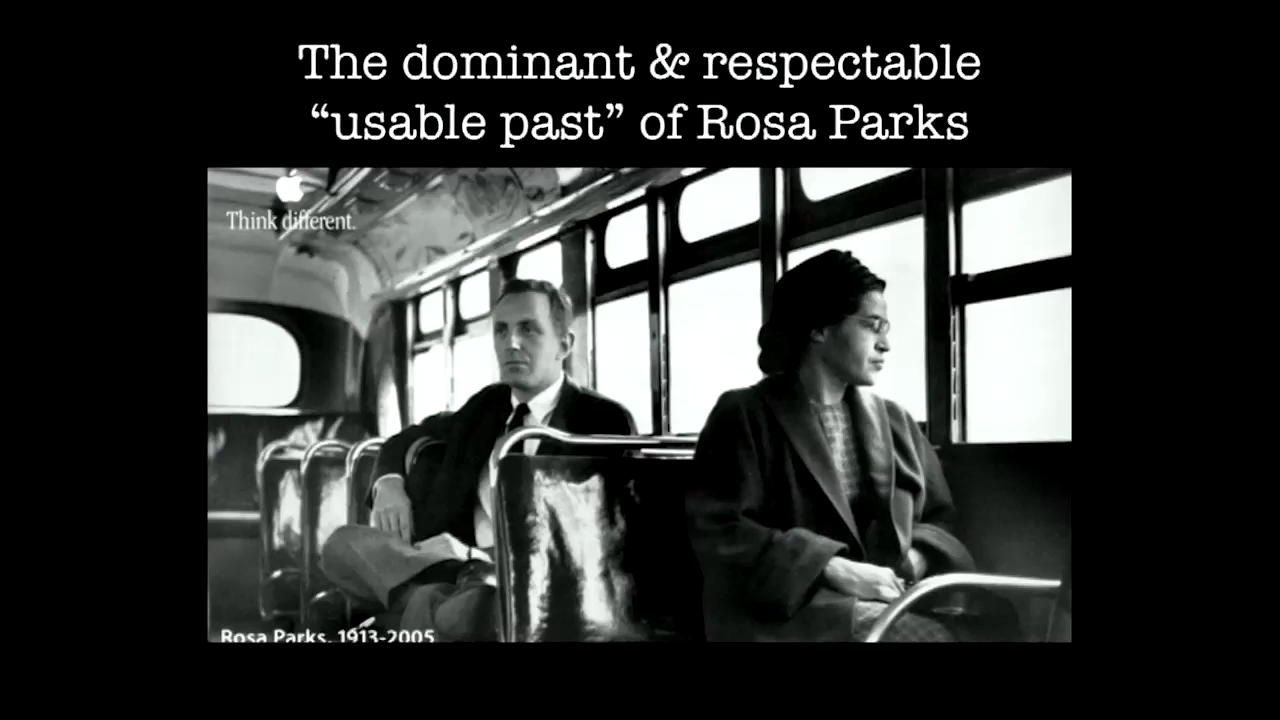 The dominant & respectable
“usable past” of Rosa Parks
Think different.
Rosa Parks, 1913-2005